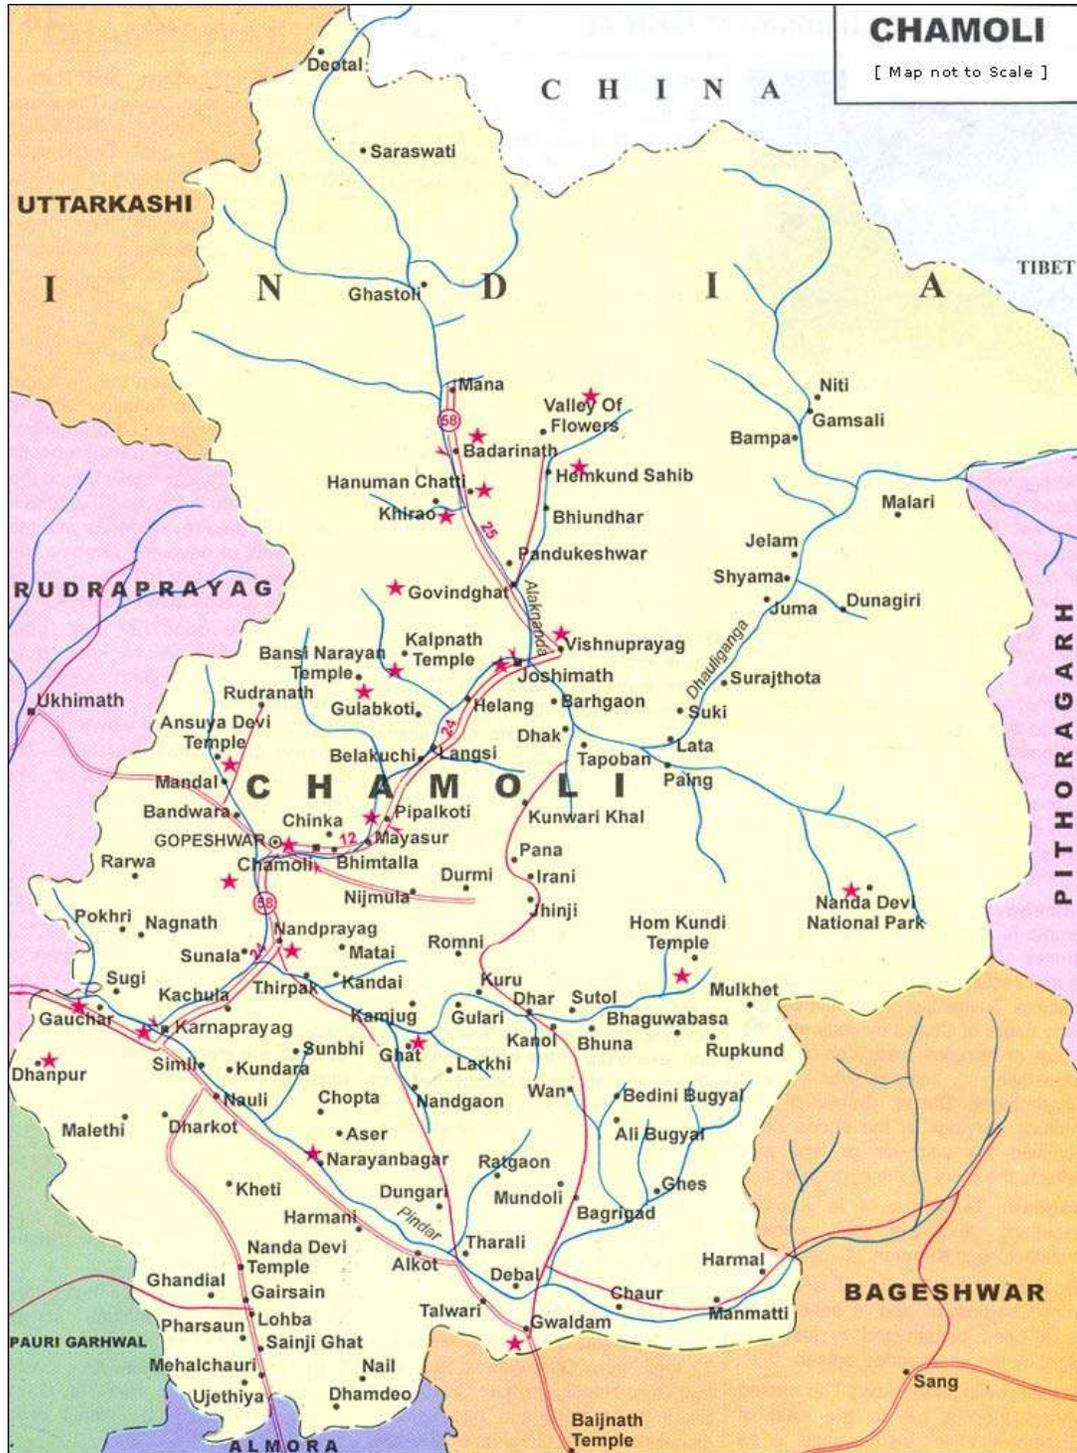 CHAMOLI
[ Map not to Scale ]
C H I N A
Deotal
Saraswati
UTTARKASHI
I N D I A
TIBET
Ghastoli
Mana
58
Niti
Valley Of
Flowers
Gamsali
Bampa
Badarinath
Hanuman Chatti
Hemkund Sahib
Malari
Khirao
25
Bhiundhar
Jelam
Pandukeshwar
Shyama
RUDRAPRAYAG
Govindghat
Alaknanda
Juma
Dunagiri
Kalpnath
Temple
Vishnuprayag
Dhauliganga
PITHORAGARH
Bansi Narayan
Temple
Joshimath
Surajthota
Rudranath
Ukhimath
Gulabkoti
Helang
Barhgaon
Suki
Ansuya Devi
Temple
24
Dhak
Lata
Belakuchi
Langsi
Tapoban
Mandal
Paing
C H A M O L I
Bandwara
Chinka
Pipalkoti
Kunwari Khal
GOPESHWAR
12
Mayasur
Chamoli
Bhimtalla
Rarwa
Pana
Durmi
Irani
Nijmula
Jhinji
58
Nanda Devi
National Park
Pokhri
Nagnath
Nandprayag
Hom Kundi
Temple
Sunala
21
Matai
Romni
Sugi
Thirpak
Kandai
Kuru
Kachula
Dhar
Sutol
Mulkhet
Gauchar
Karnaprayag
Kamjug
Gulari
Bhaguwabasa
Kanol
Bhuna
Rupkund
Sunbhi
Ghat
Larkhi
Dhanpur
Simli
Kundara
Nauli
Chopta
Nandgaon
Wan
Bedini Bugyal
Malethi
Dharkot
Aser
Ali Bugyal
Narayanbagar
Ratgaon
Kheti
Dungari
Mundoli
Ghes
Bagrigad
Harmani
Pindar
Nanda Devi
Temple
Alkot
Tharali
Harmal
Ghandial
Debal
Gairsain
Chaur
BAGESHWAR
Talwari
Manmatti
Pharsaun
Lohba
Gwaldam
PAURI GARHWAL
Sainji Ghat
Mehalchauri
Nail
Ujethiya
Dhamdeo
Sang
Baijnath
Temple
ALMORA